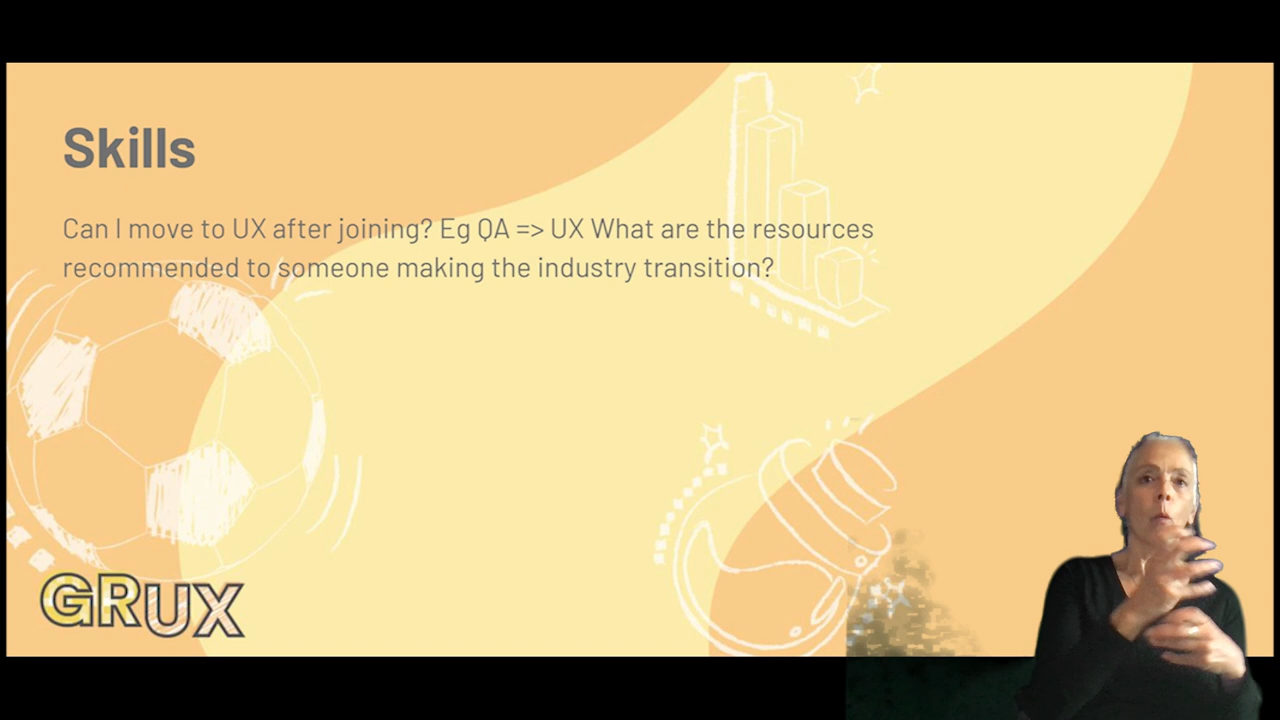 Skills
Can I move to UX after joining? Eg QA => UX What are the resources
recommended to someone making the industry transition?
GRUX